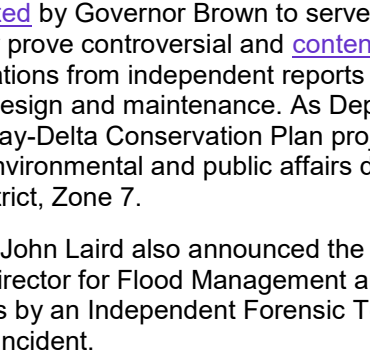 ted by Governor Brown to serve
prove controversial and conten
ations from independent reports
esign and maintenance. As Dep
ay-Delta Conservation Plan proj
nvironmental and public affairs d
trict, Zone 7.
John Laird also announced the
irector for Flood Management a
s by an Independent Forensic T
ncident.